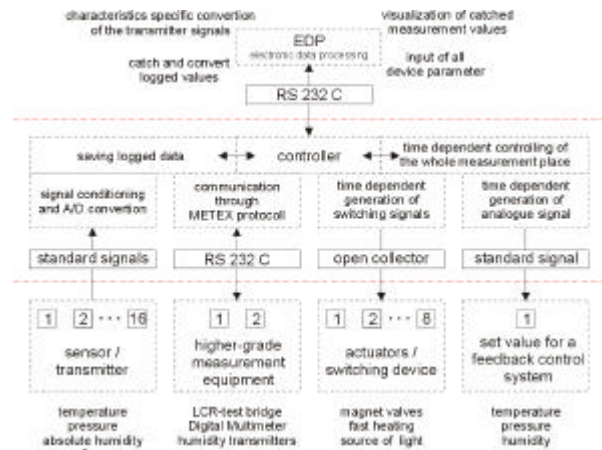 characteristics specific convertion
of the transmitter signals
visualization of catched
measurement values
EDP
electronic data processing
catch and convert
logged values
input of all
device parameter
RS 232 C
saving logged data
controller
time dependent controlling of
the whole measurement place
signal conditioning
and A/D convertion
communication
through
METEX protocoll
time dependent
generation of
switching signals
time dependent
generation of
analogue signal
standard signals
RS 232 C
open collector
standard signal
1 2 ··· 16
sensor /
transmitter
1 2
higher-grade
measurement
equipment
1 2 ··· 8
actuators /
switching device
1
set value for a
feedback control
system
temperature
pressure
absolute humidity
LCR-test bridge
Digital Multimeter
humidity transmitters
magnet valves
fast heating
source of light
temperature
pressure
humidity